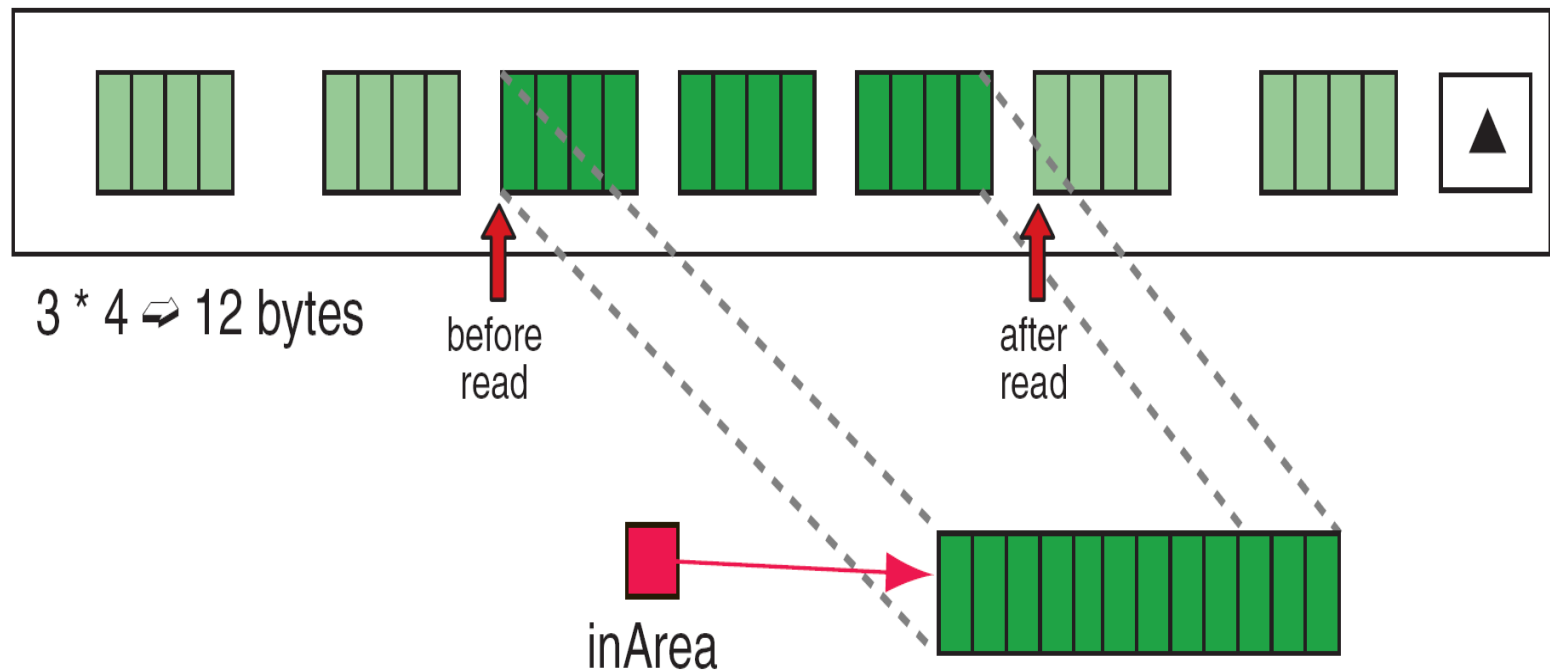 3 * 4 ➫ 12 bytes
before
read
after
read
inArea